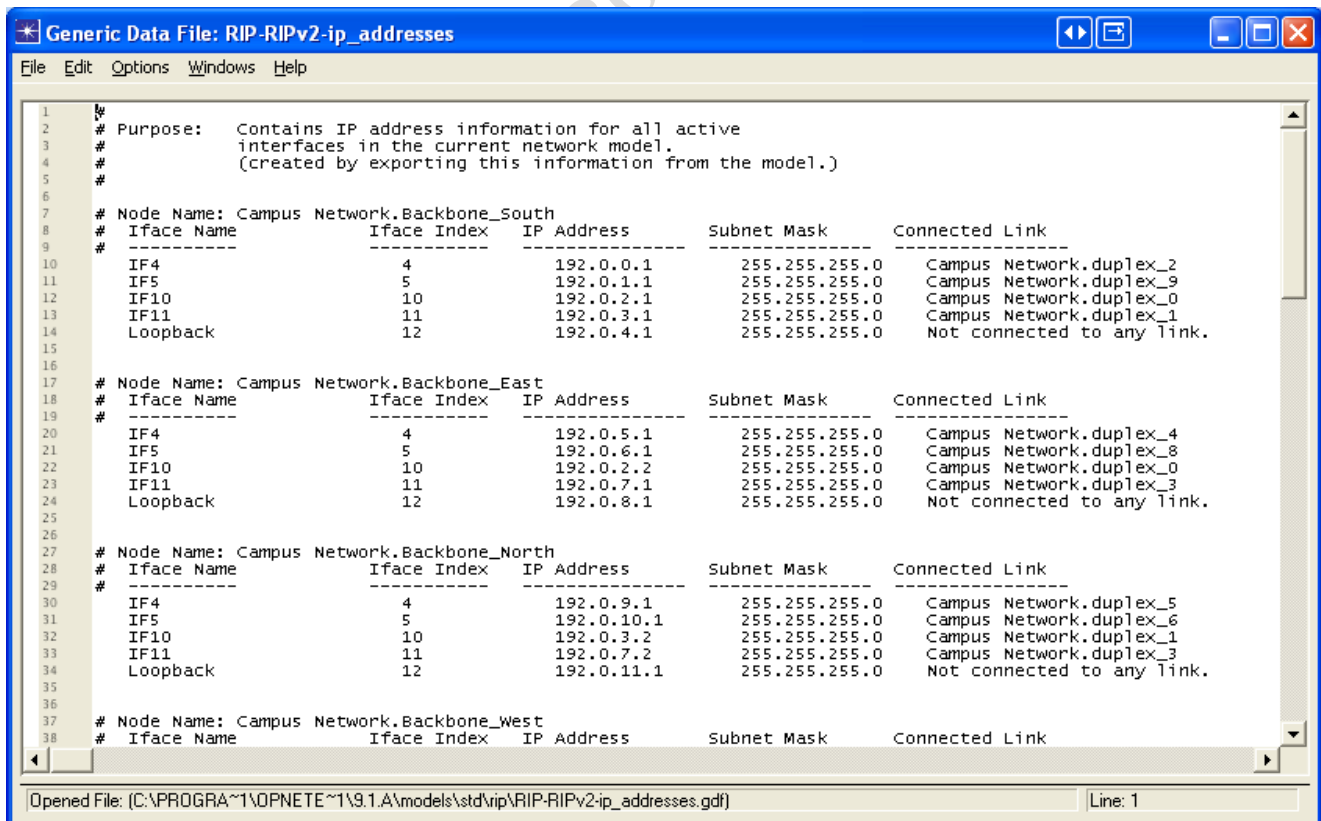 Generic Data File: RIP-RIPv2-ip_addresses
File Edit Options Windows Help
1 #
2 # Purpose: Contains IP address information for all active
3 # interfaces in the current network model.
4 # (created by exporting this information from the model.)
5 #
6
7 # Node Name: Campus Network.Backbone_South
8 # Iface Name Iface Index IP Address Subnet Mask Connected Link
9 # ---------- ----------- --------------- --------------- ----------------
10 IF4 4 192.0.0.1 255.255.255.0 Campus Network.duplex_2
11 IF5 5 192.0.1.1 255.255.255.0 Campus Network.duplex_9
12 IF10 10 192.0.2.1 255.255.255.0 Campus Network.duplex_0
13 IF11 11 192.0.3.1 255.255.255.0 Campus Network.duplex_1
14 Loopback 12 192.0.4.1 255.255.255.0 Not connected to any link.
15
16
17 # Node Name: Campus Network.Backbone_East
18 # Iface Name Iface Index IP Address Subnet Mask Connected Link
19 # ---------- ----------- --------------- --------------- ----------------
20 IF4 4 192.0.5.1 255.255.255.0 Campus Network.duplex_4
21 IF5 5 192.0.6.1 255.255.255.0 Campus Network.duplex_8
22 IF10 10 192.0.2.2 255.255.255.0 Campus Network.duplex_0
23 IF11 11 192.0.7.1 255.255.255.0 Campus Network.duplex_3
24 Loopback 12 192.0.8.1 255.255.255.0 Not connected to any link.
25
26
27 # Node Name: Campus Network.Backbone_North
28 # Iface Name Iface Index IP Address Subnet Mask Connected Link
29 # ---------- ----------- --------------- --------------- ----------------
30 IF4 4 192.0.9.1 255.255.255.0 Campus Network.duplex_5
31 IF5 5 192.0.10.1 255.255.255.0 Campus Network.duplex_6
32 IF10 10 192.0.3.2 255.255.255.0 Campus Network.duplex_1
33 IF11 11 192.0.7.2 255.255.255.0 Campus Network.duplex_3
34 Loopback 12 192.0.11.1 255.255.255.0 Not connected to any link.
35
36
37 # Node Name: Campus Network.Backbone_West
38 # Iface Name Iface Index IP Address Subnet Mask Connected Link
Opened File: (C:\PROGRA~1\OPNETE~1\9.1.A\models\std\rip\RIP-RIPv2-ip_addresses.gdf) Line: 1